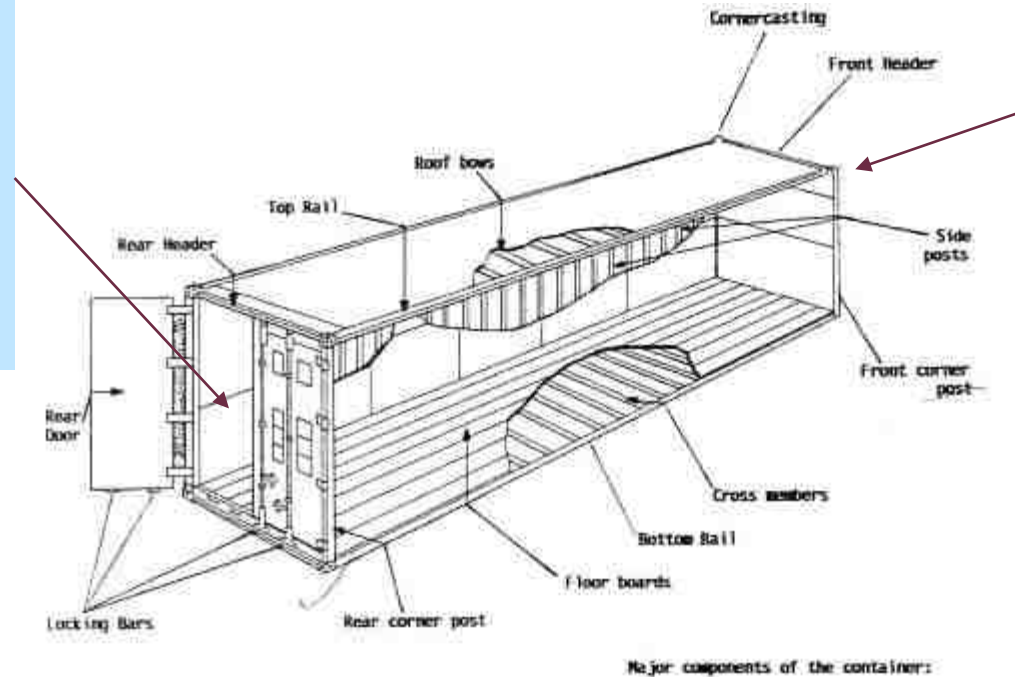 Cornercasting
Front Header
Roof bows
Top Rail
Rear Header
Side
posts
Front corner
post
Rear
Door
Cross members
Bottom Rail
Floor boards
Locking Bars
Rear corner post
Major components of the container: